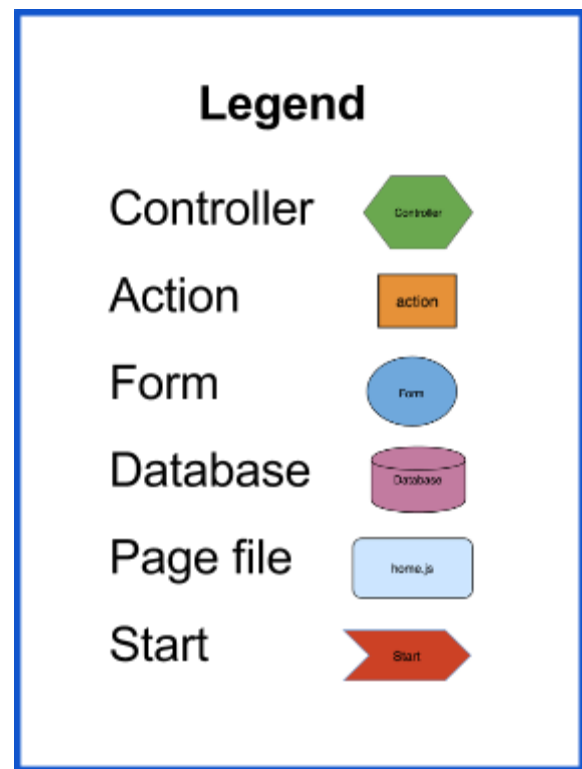 Legend
Controller Controller
Action action
Form Form
Database Database
Page file home.js
Start Start